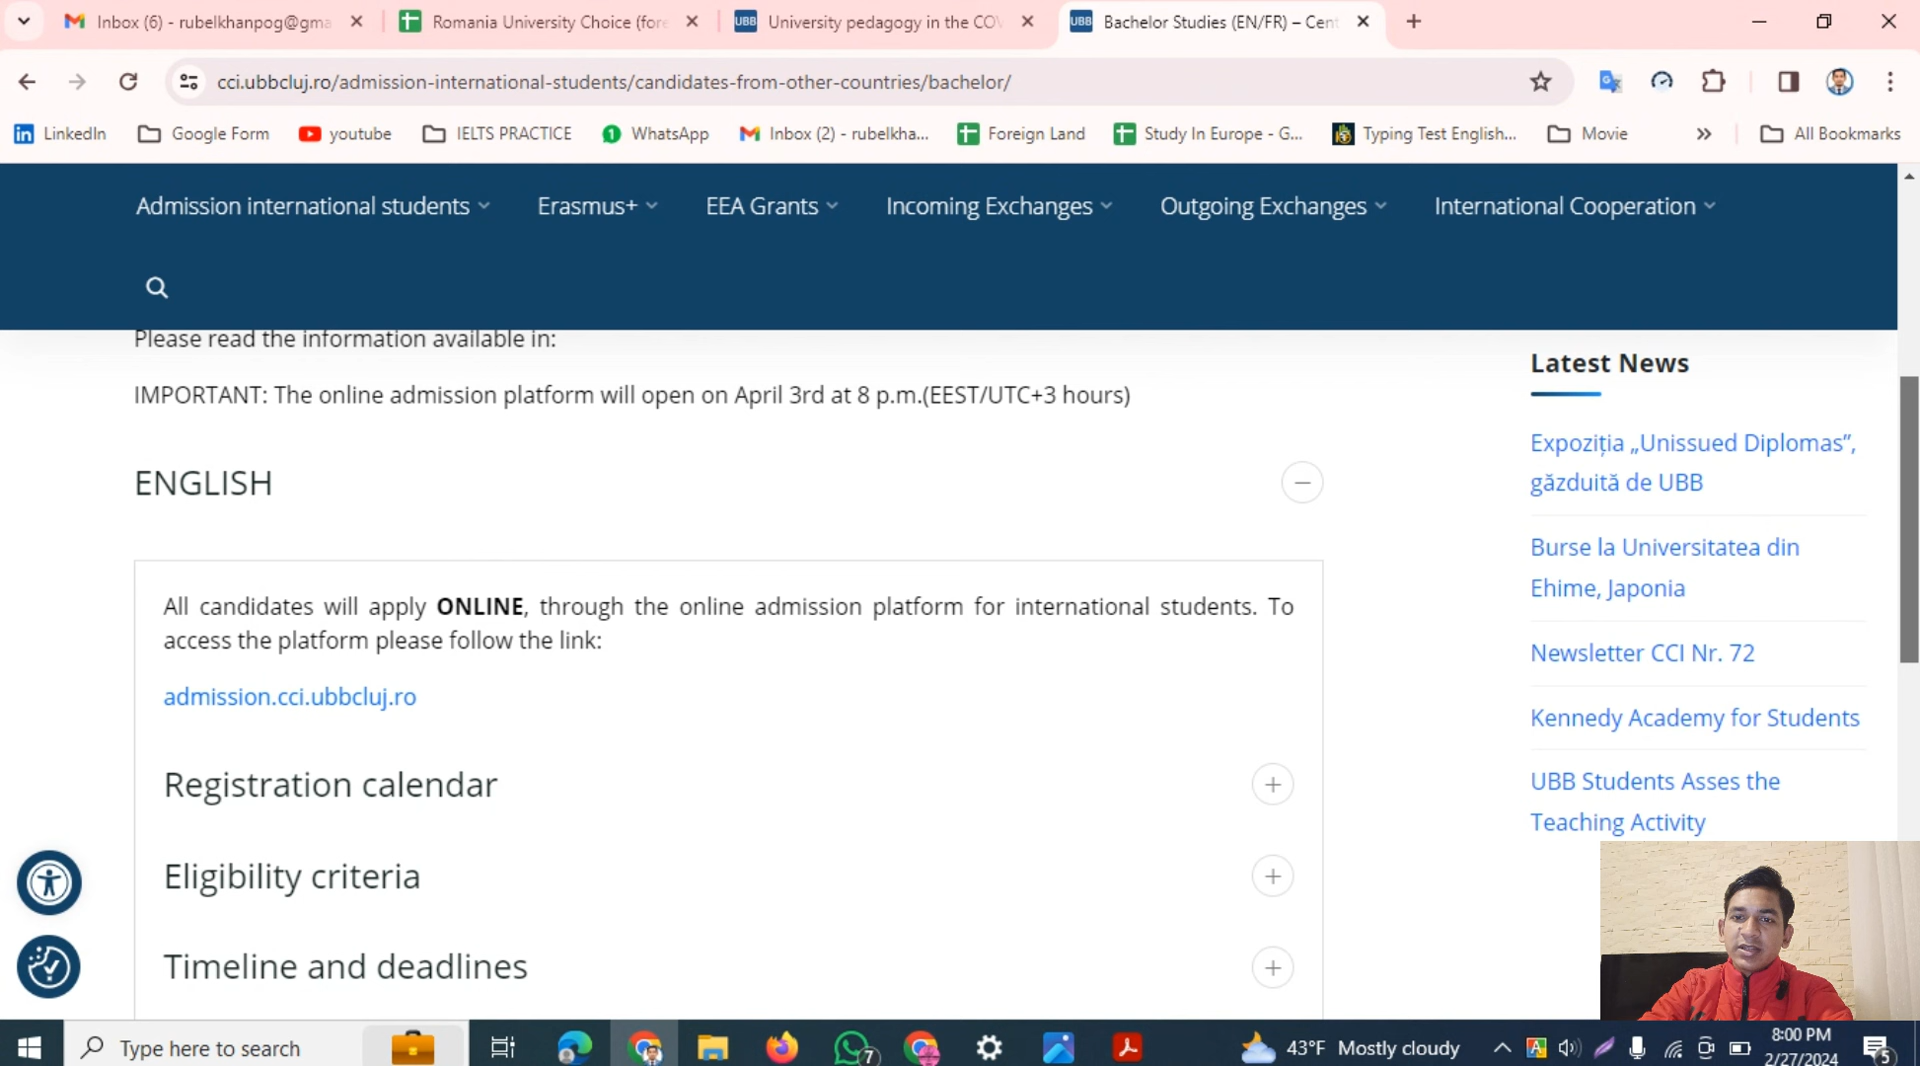 Inbox (6) - rubelkhanpog@gma
Romania University Choice (fore
UBB University pedagogy in the CO
UBB Bachelor Studies (EN/FR) – Cent
cci.ubbcluj.ro/admission-international-students/candidates-from-other-countries/bachelor/
LinkedIn
Google Form
youtube
IELTS PRACTICE
WhatsApp
Inbox (2) - rubelkha...
Foreign Land
Study In Europe - G...
Typing Test English...
Movie
All Bookmarks
Admission international students
Erasmus+
EEA Grants
Incoming Exchanges
Outgoing Exchanges
International Cooperation
Please read the information available in:
IMPORTANT: The online admission platform will open on April 3rd at 8 p.m.(EEST/UTC+3 hours)
ENGLISH
All candidates will apply ONLINE, through the online admission platform for international students. To
access the platform please follow the link:
admission.cci.ubbcluj.ro
Registration calendar
Eligibility criteria
Timeline and deadlines
Latest News
Expoziția „Unissued Diplomas”,
găzduită de UBB
Burse la Universitatea din
Ehime, Japonia
Newsletter CCI Nr. 72
Kennedy Academy for Students
UBB Students Asses the
Teaching Activity
Type here to search
7
43°F Mostly cloudy
A
8:00 PM
2/27/2024
5